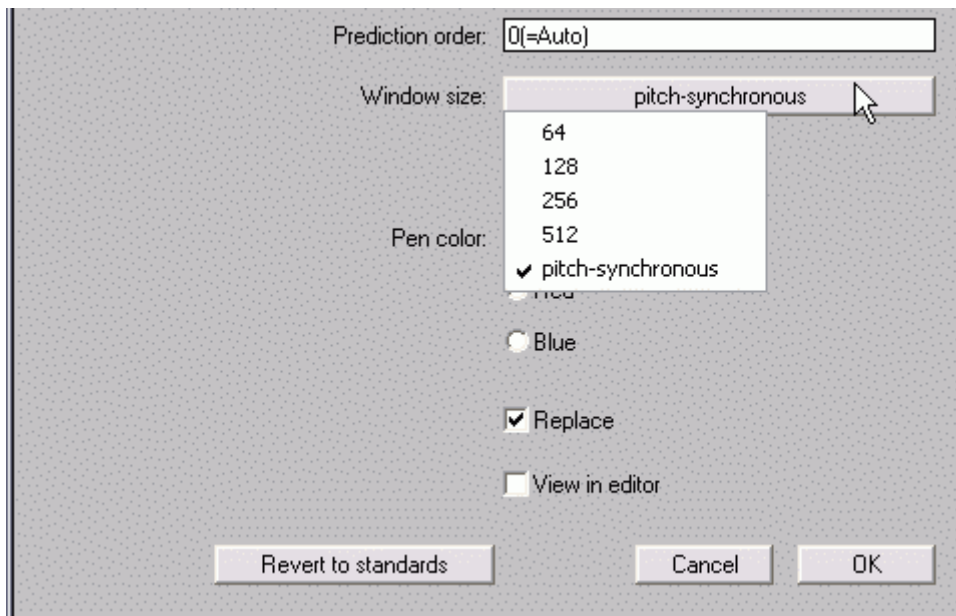 Prediction order: 0(=Auto)
Window size: pitch-synchronous
64
128
256
512
Pen color:
pitch-synchronous
Red
Blue
Replace
View in editor
Revert to standards Cancel OK